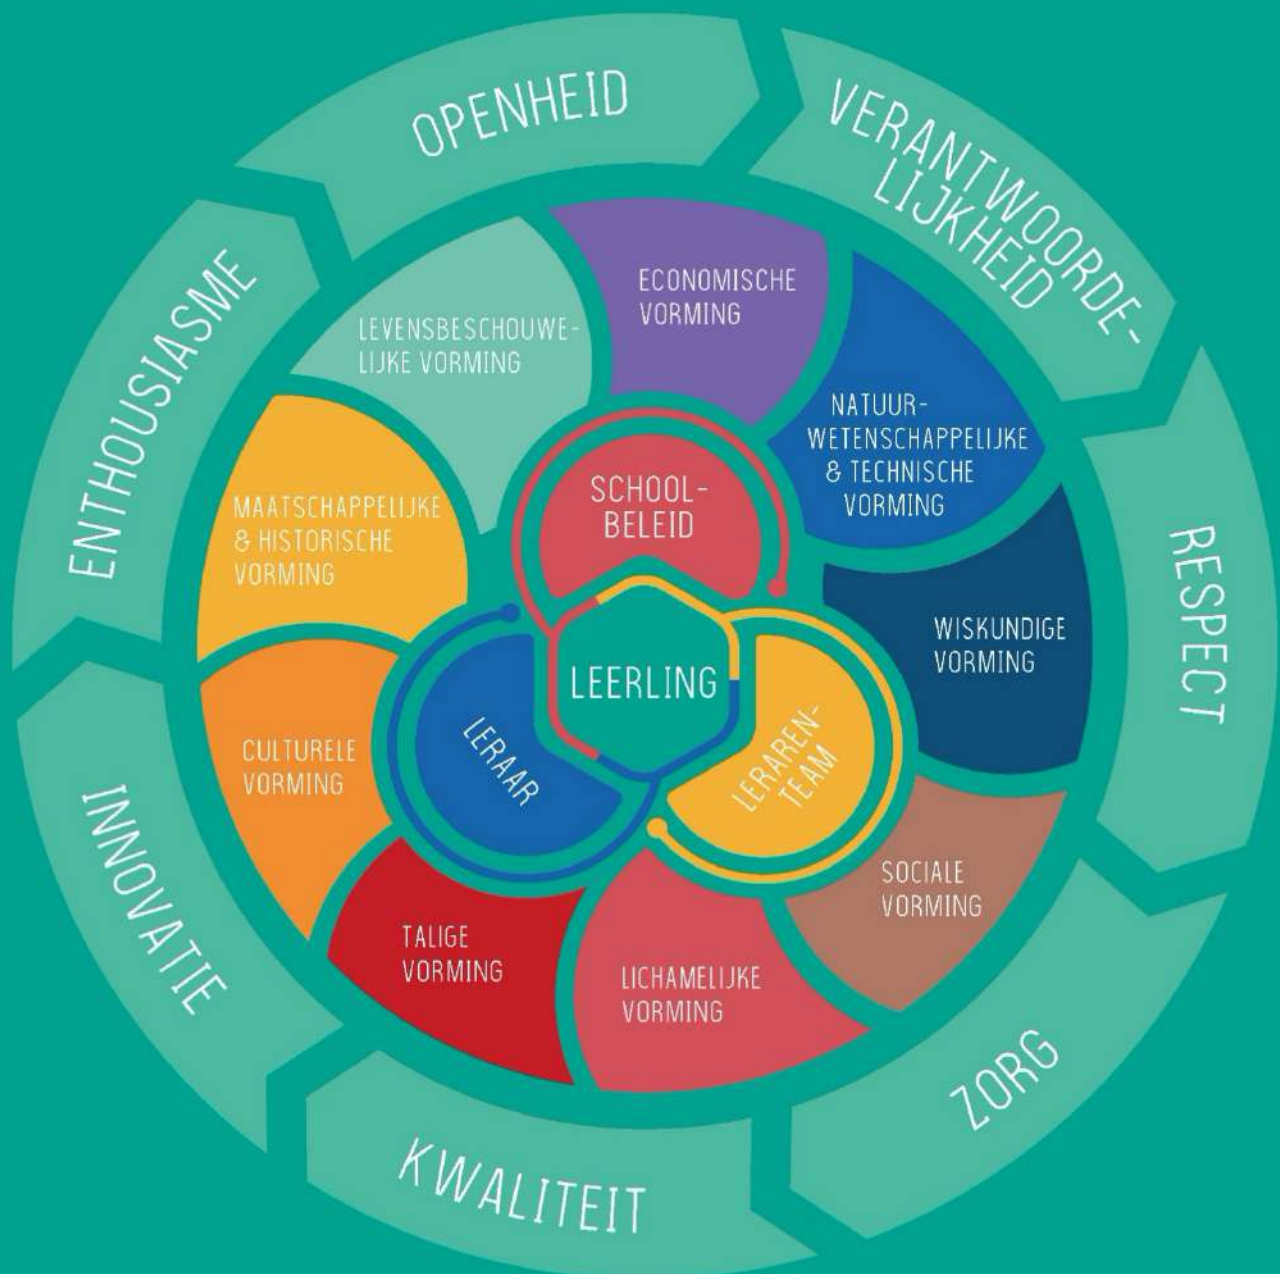 OPENHEID
VERANTWOORDE-
LIJKHEID
RESPECT
ZORG
KWALITEIT
INNOVATIE
ENTHOUSIASME
ECONOMISCHE
VORMING
NATUUR-
WETENSCHAPPELIJKE
& TECHNISCHE
VORMING
WISKUNDIGE
VORMING
SOCIALE
VORMING
LICHAMELIJKE
VORMING
TALIGE
VORMING
CULTURELE
VORMING
MAATSCHAPPELIJKE
& HISTORISCHE
VORMING
LEVENSBESCHOUWE-
LIJKE VORMING
SCHOOL-
BELEID
LERAREN-
TEAM
LERAAR
LEERLING